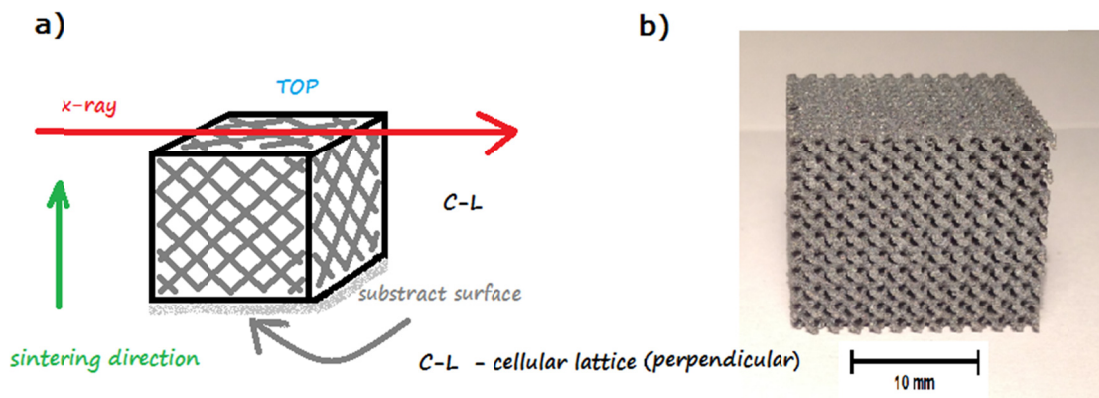 a)
b)
TOP
x-ray
C-L
substract surface
sintering direction
C-L - cellular lattice (perpendicular)
10 mm